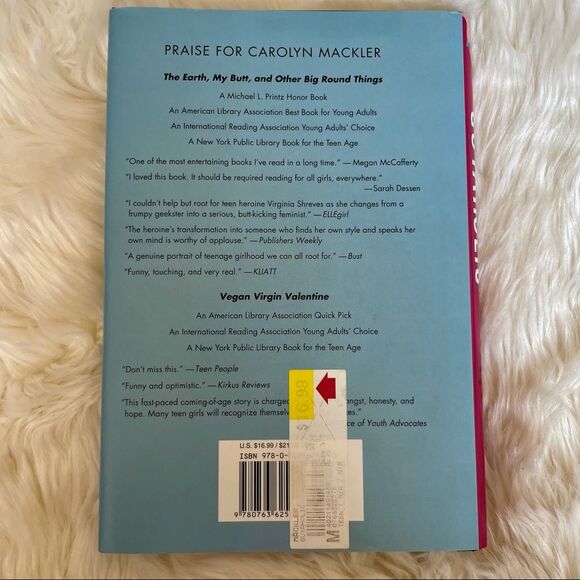 PRAISE FOR CAROLYN MACKLER
The Earth, My Butt, and Other Big Round Things
A Michael L. Printz Honor Book
An American Library Association Best Book for Young Adults
An International Reading Association Young Adults' Choice
A New York Public Library Book for the Teen Age
"One of the most entertaining books I've read in a long time." — Megan McCafferty
"I loved this book. It should be required reading for all girls, everywhere."
— Sarah Dessen
"I couldn't help but root for teen heroine Virginia Shreves as she changes from a
frumpy geekster into a serious, butt-kicking feminist." — ELLEgirl
"The heroine's transformation into someone who finds her own style and speaks her
own mind is worthy of applause." — Publishers Weekly
"A genuine portrait of teenage girlhood we can all root for." — Bust
"Funny, touching, and very real." — KLIATT
Vegan Virgin Valentine
An American Library Association Quick Pick
An International Reading Association Young Adults' Choice
A New York Public Library Book for the Teen Age
"Don't miss this." — Teen People
"Funny and optimistic." — Kirkus Reviews
"This fast-paced coming-of-age story is charged angst, honesty, and
hope. Many teen girls will recognize
of Youth Advocates
$16.99
U.S. $16.99
ISBN 978-0-
9 780763 625
MACKLER